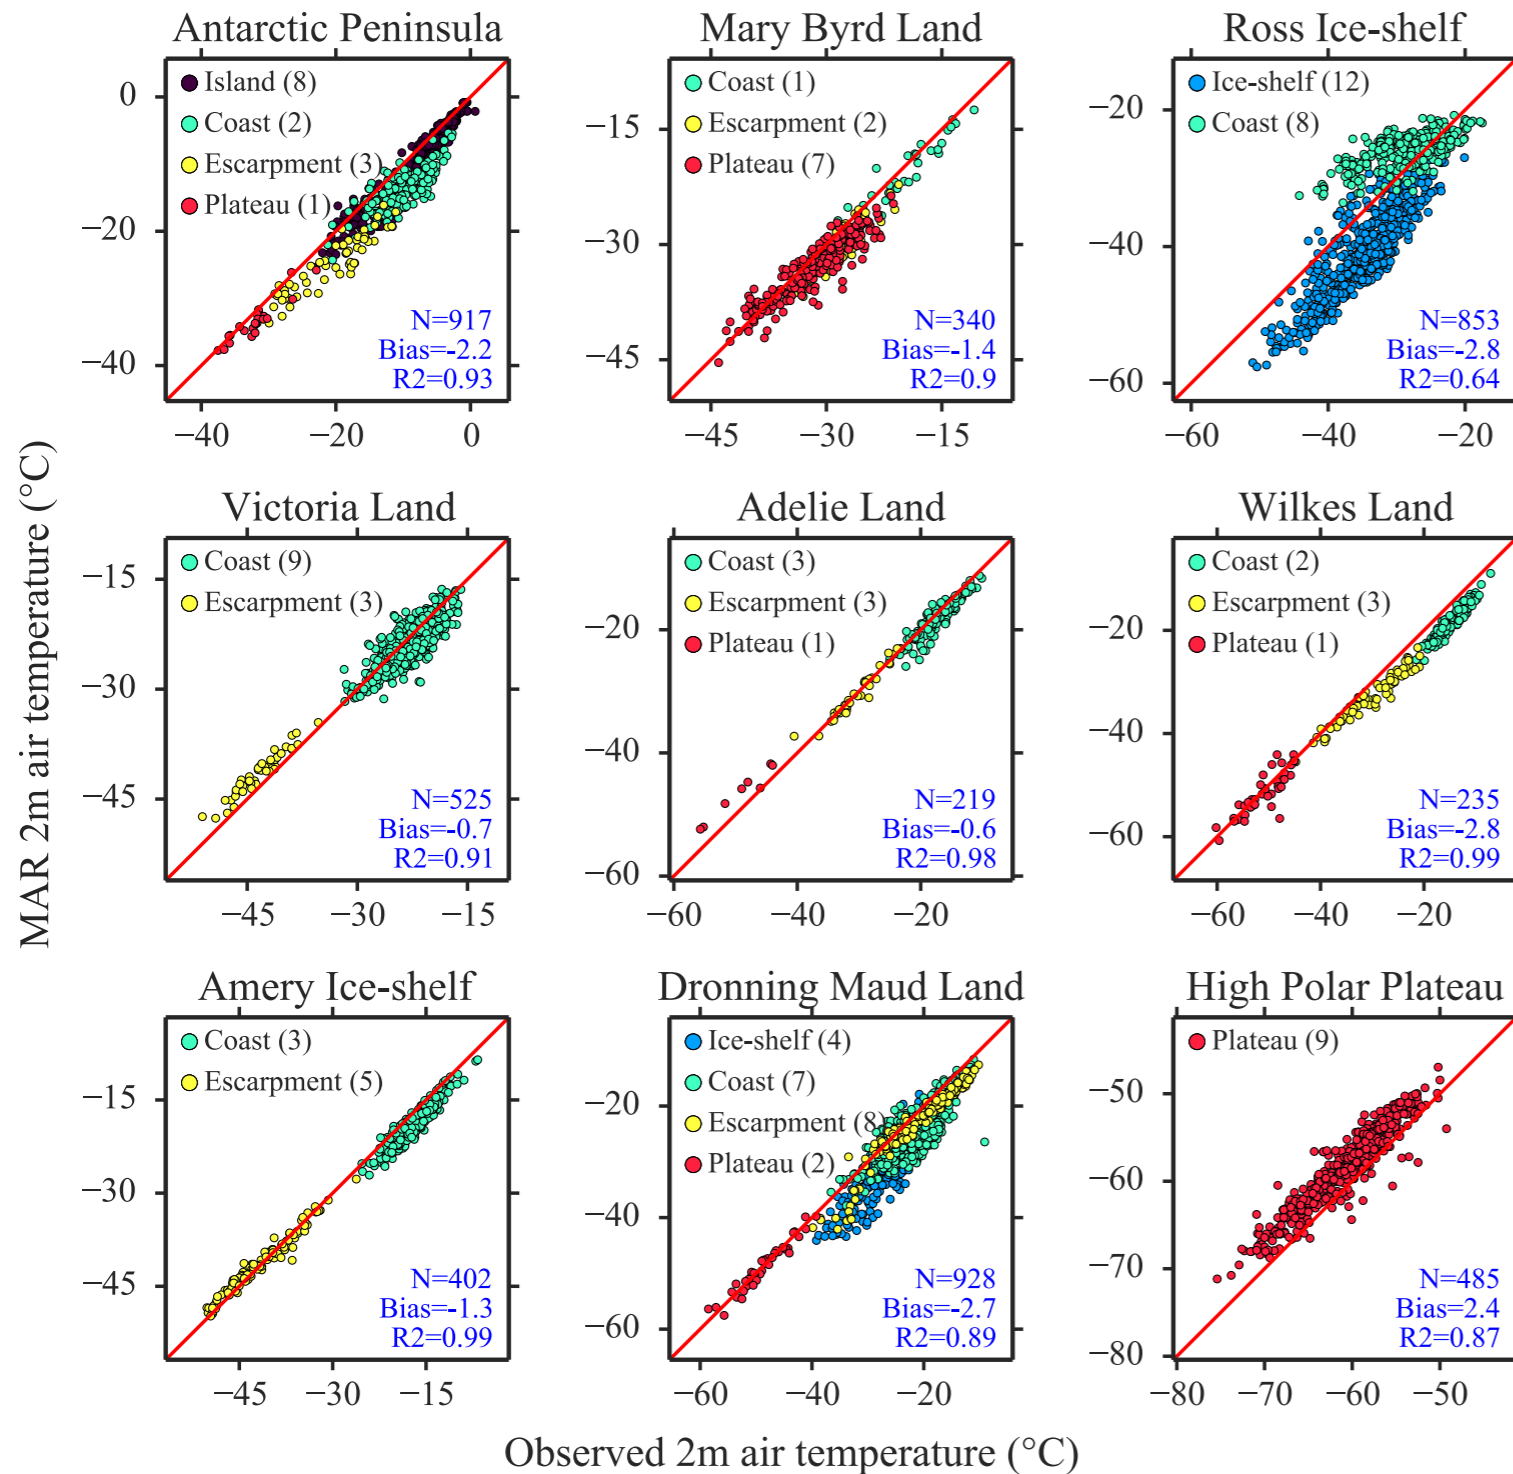 Antarctic Peninsula
Island (8)
Coast (2)
Escarpment (3)
Plateau (1)
N=917
Bias=-2.2
R2=0.93
0
−20
−40
−40 −20 0
Mary Byrd Land
Coast (1)
Escarpment (2)
Plateau (7)
N=340
Bias=-1.4
R2=0.9
−15
−30
−45
−45 −30 −15
Ross Ice-shelf
Ice-shelf (12)
Coast (8)
N=853
Bias=-2.8
R2=0.64
−20
−40
−60
−60 −40 −20
MAR 2m air temperature (°C)
Victoria Land
Coast (9)
Escarpment (3)
N=525
Bias=-0.7
R2=0.91
−15
−30
−45
−45 −30 −15
Adelie Land
Coast (3)
Escarpment (3)
Plateau (1)
N=219
Bias=-0.6
R2=0.98
−20
−40
−60
−60 −40 −20
Wilkes Land
Coast (2)
Escarpment (3)
Plateau (1)
N=235
Bias=-2.8
R2=0.99
−20
−40
−60
−60 −40 −20
Amery Ice-shelf
Coast (3)
Escarpment (5)
N=402
Bias=-1.3
R2=0.99
−15
−30
−45
−45 −30 −15
Dronning Maud Land
Ice-shelf (4)
Coast (7)
Escarpment (8)
Plateau (2)
N=928
Bias=-2.7
R2=0.89
−20
−40
−60
−60 −40 −20
High Polar Plateau
Plateau (9)
N=485
Bias=2.4
R2=0.87
−50
−60
−70
−80
−80 −70 −60 −50
Observed 2m air temperature (°C)